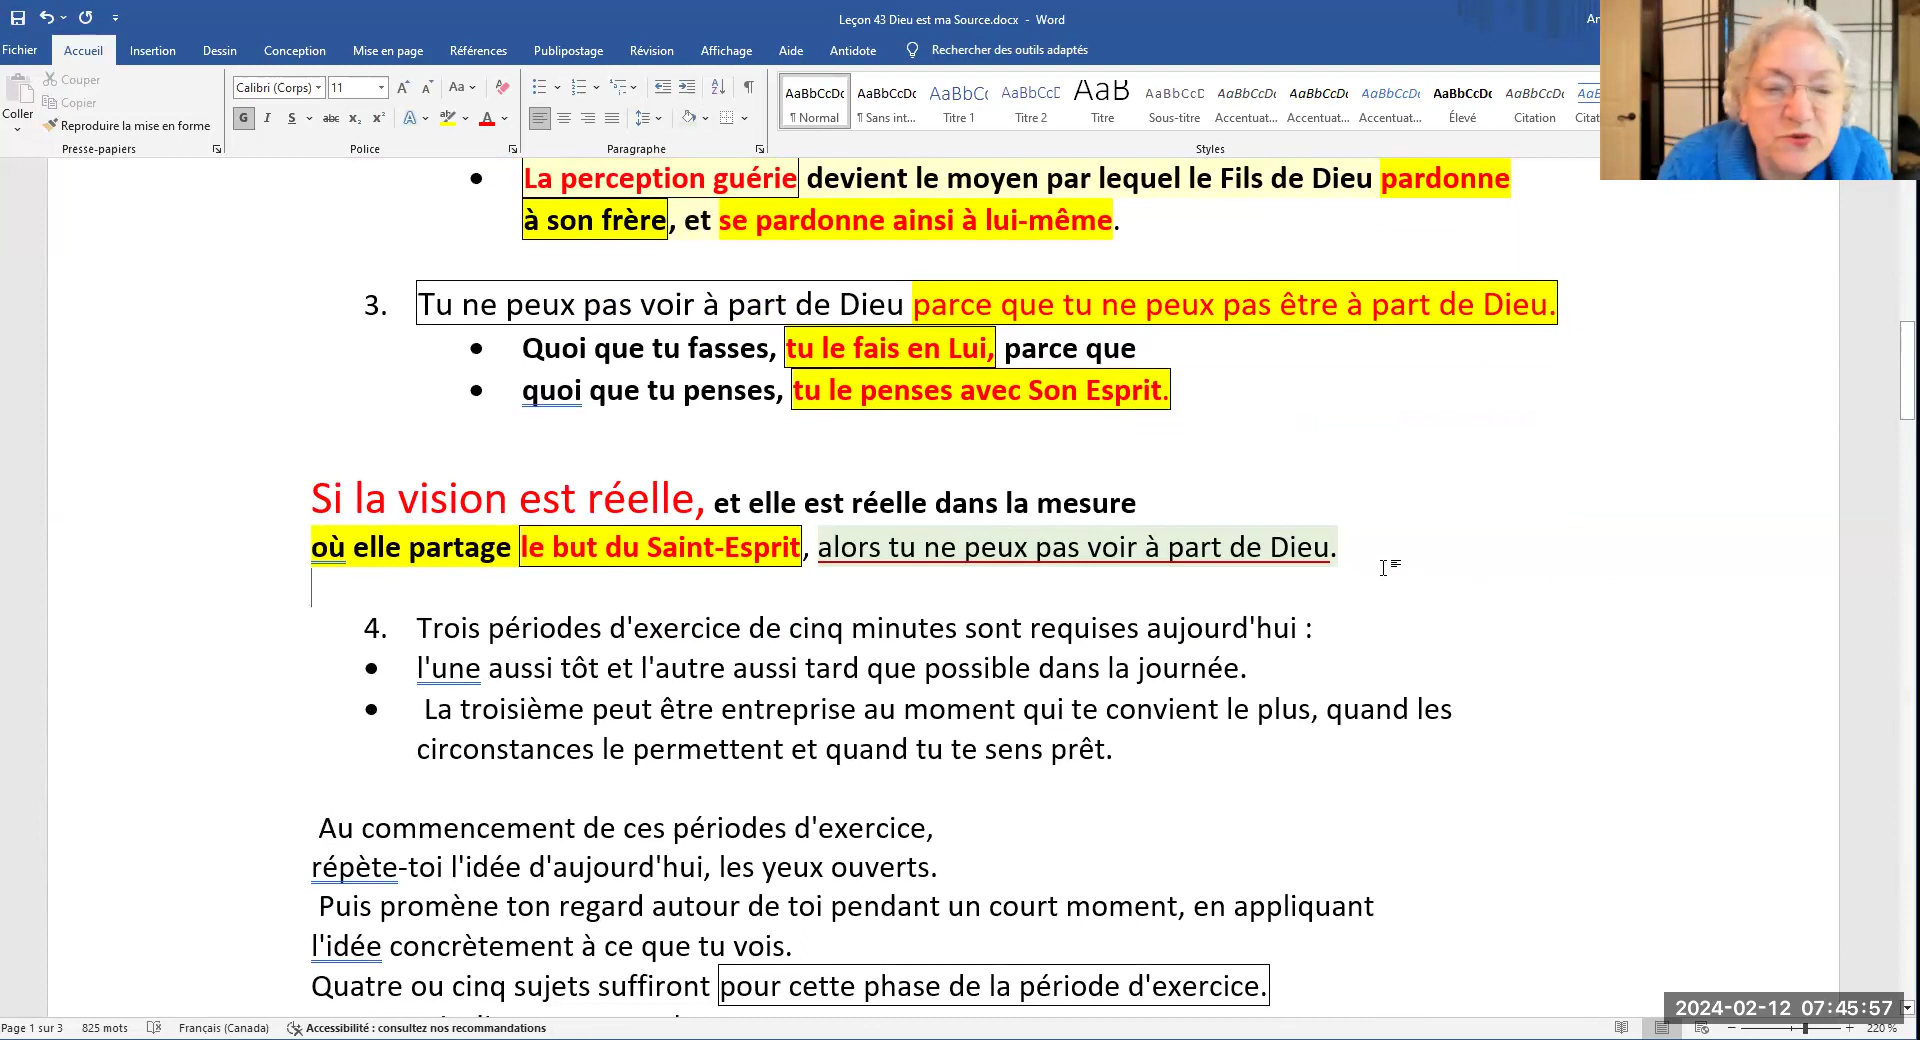 Leçon 43 Dieu est ma Source.docx - Word
Fichier Accueil Insertion Dessin Conception Mise en page Références Publipostage Révision Affichage Aide Antidote Rechercher des outils adaptés
Couper
Copier
Coller
Reproduire la mise en forme
Calibri (Corps) 11
G I S abc x₂ x²
AaBbCcDc AaBbCcDc AaBbCc AaBbCcD AaB AaBbCcD AaBbCcDc AaBbCcDc AaBbCcDc AaBbCcDc AaBbCcDc
¶ Normal ¶ Sans int... Titre 1 Titre 2 Titre Sous-titre Accentuat... Accentuat... Accentuat... Élevé Citation
Presse-papiers Police Paragraphe Styles
• La perception guérie devient le moyen par lequel le Fils de Dieu pardonne
à son frère, et se pardonne ainsi à lui-même.
3. Tu ne peux pas voir à part de Dieu parce que tu ne peux pas être à part de Dieu.
• Quoi que tu fasses, tu le fais en Lui, parce que
• quoi que tu penses, tu le penses avec Son Esprit.
Si la vision est réelle, et elle est réelle dans la mesure
où elle partage le but du Saint-Esprit, alors tu ne peux pas voir à part de Dieu.
4. Trois périodes d'exercice de cinq minutes sont requises aujourd'hui :
• l'une aussi tôt et l'autre aussi tard que possible dans la journée.
• La troisième peut être entreprise au moment qui te convient le plus, quand les
circonstances le permettent et quand tu te sens prêt.
Au commencement de ces périodes d'exercice,
répète-toi l'idée d'aujourd'hui, les yeux ouverts.
Puis promène ton regard autour de toi pendant un court moment, en appliquant
l'idée concrètement à ce que tu vois.
Quatre ou cinq sujets suffiront pour cette phase de la période d'exercice.
2024-02-12 07:45:57
Page 1 sur 3 825 mots Français (Canada) Accessibilité : consultez nos recommandations 220 %